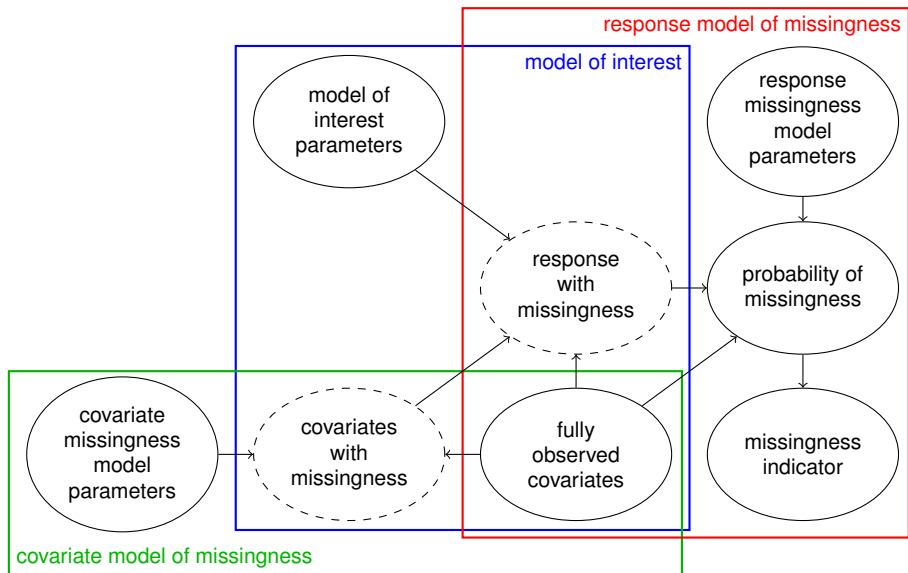 response model of missingness
model of interest
model of
interest
parameters
response
missingness
model
parameters
response
with
missingness
probability of
missingness
covariate
missingness
model
parameters
covariates
with
missingness
fully
observed
covariates
missingness
indicator
covariate model of missingness